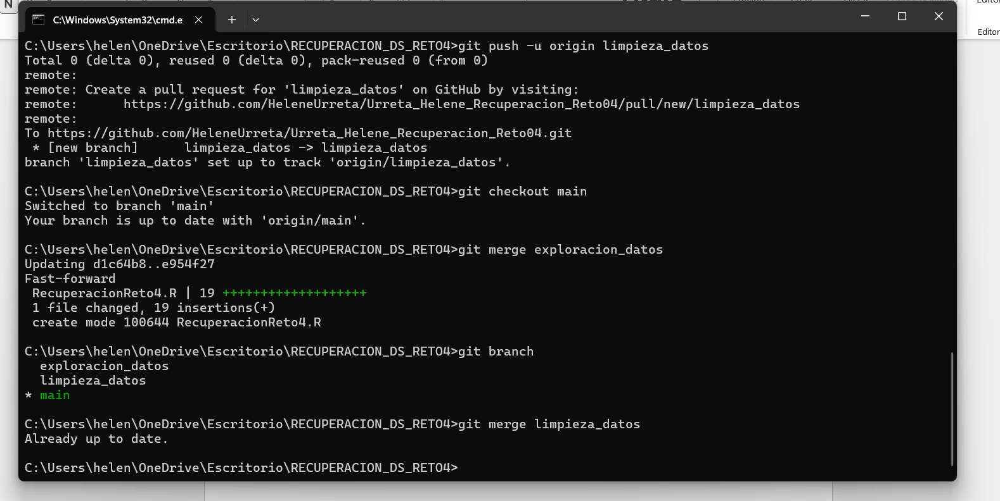 N
Editor
C:\Windows\System32\cmd.e
C:\Users\helen\OneDrive\Escritorio\RECUPERACION_DS_RETO4>git push -u origin limpieza_datos
Total 0 (delta 0), reused 0 (delta 0), pack-reused 0 (from 0)
remote:
remote: Create a pull request for 'limpieza_datos' on GitHub by visiting:
remote:      https://github.com/HeleneUrreta/Urreta_Helene_Recuperacion_Reto04/pull/new/limpieza_datos
remote:
To https://github.com/HeleneUrreta/Urreta_Helene_Recuperacion_Reto04.git
 * [new branch]      limpieza_datos -> limpieza_datos
branch 'limpieza_datos' set up to track 'origin/limpieza_datos'.
C:\Users\helen\OneDrive\Escritorio\RECUPERACION_DS_RETO4>git checkout main
Switched to branch 'main'
Your branch is up to date with 'origin/main'.
C:\Users\helen\OneDrive\Escritorio\RECUPERACION_DS_RETO4>git merge exploracion_datos
Updating d1c64b8..e954f27
Fast-forward
 RecuperacionReto4.R | 19 +++++++++++++++++++
 1 file changed, 19 insertions(+)
 create mode 100644 RecuperacionReto4.R
C:\Users\helen\OneDrive\Escritorio\RECUPERACION_DS_RETO4>git branch
  exploracion_datos
  limpieza_datos
* main
C:\Users\helen\OneDrive\Escritorio\RECUPERACION_DS_RETO4>git merge limpieza_datos
Already up to date.
C:\Users\helen\OneDrive\Escritorio\RECUPERACION_DS_RETO4>